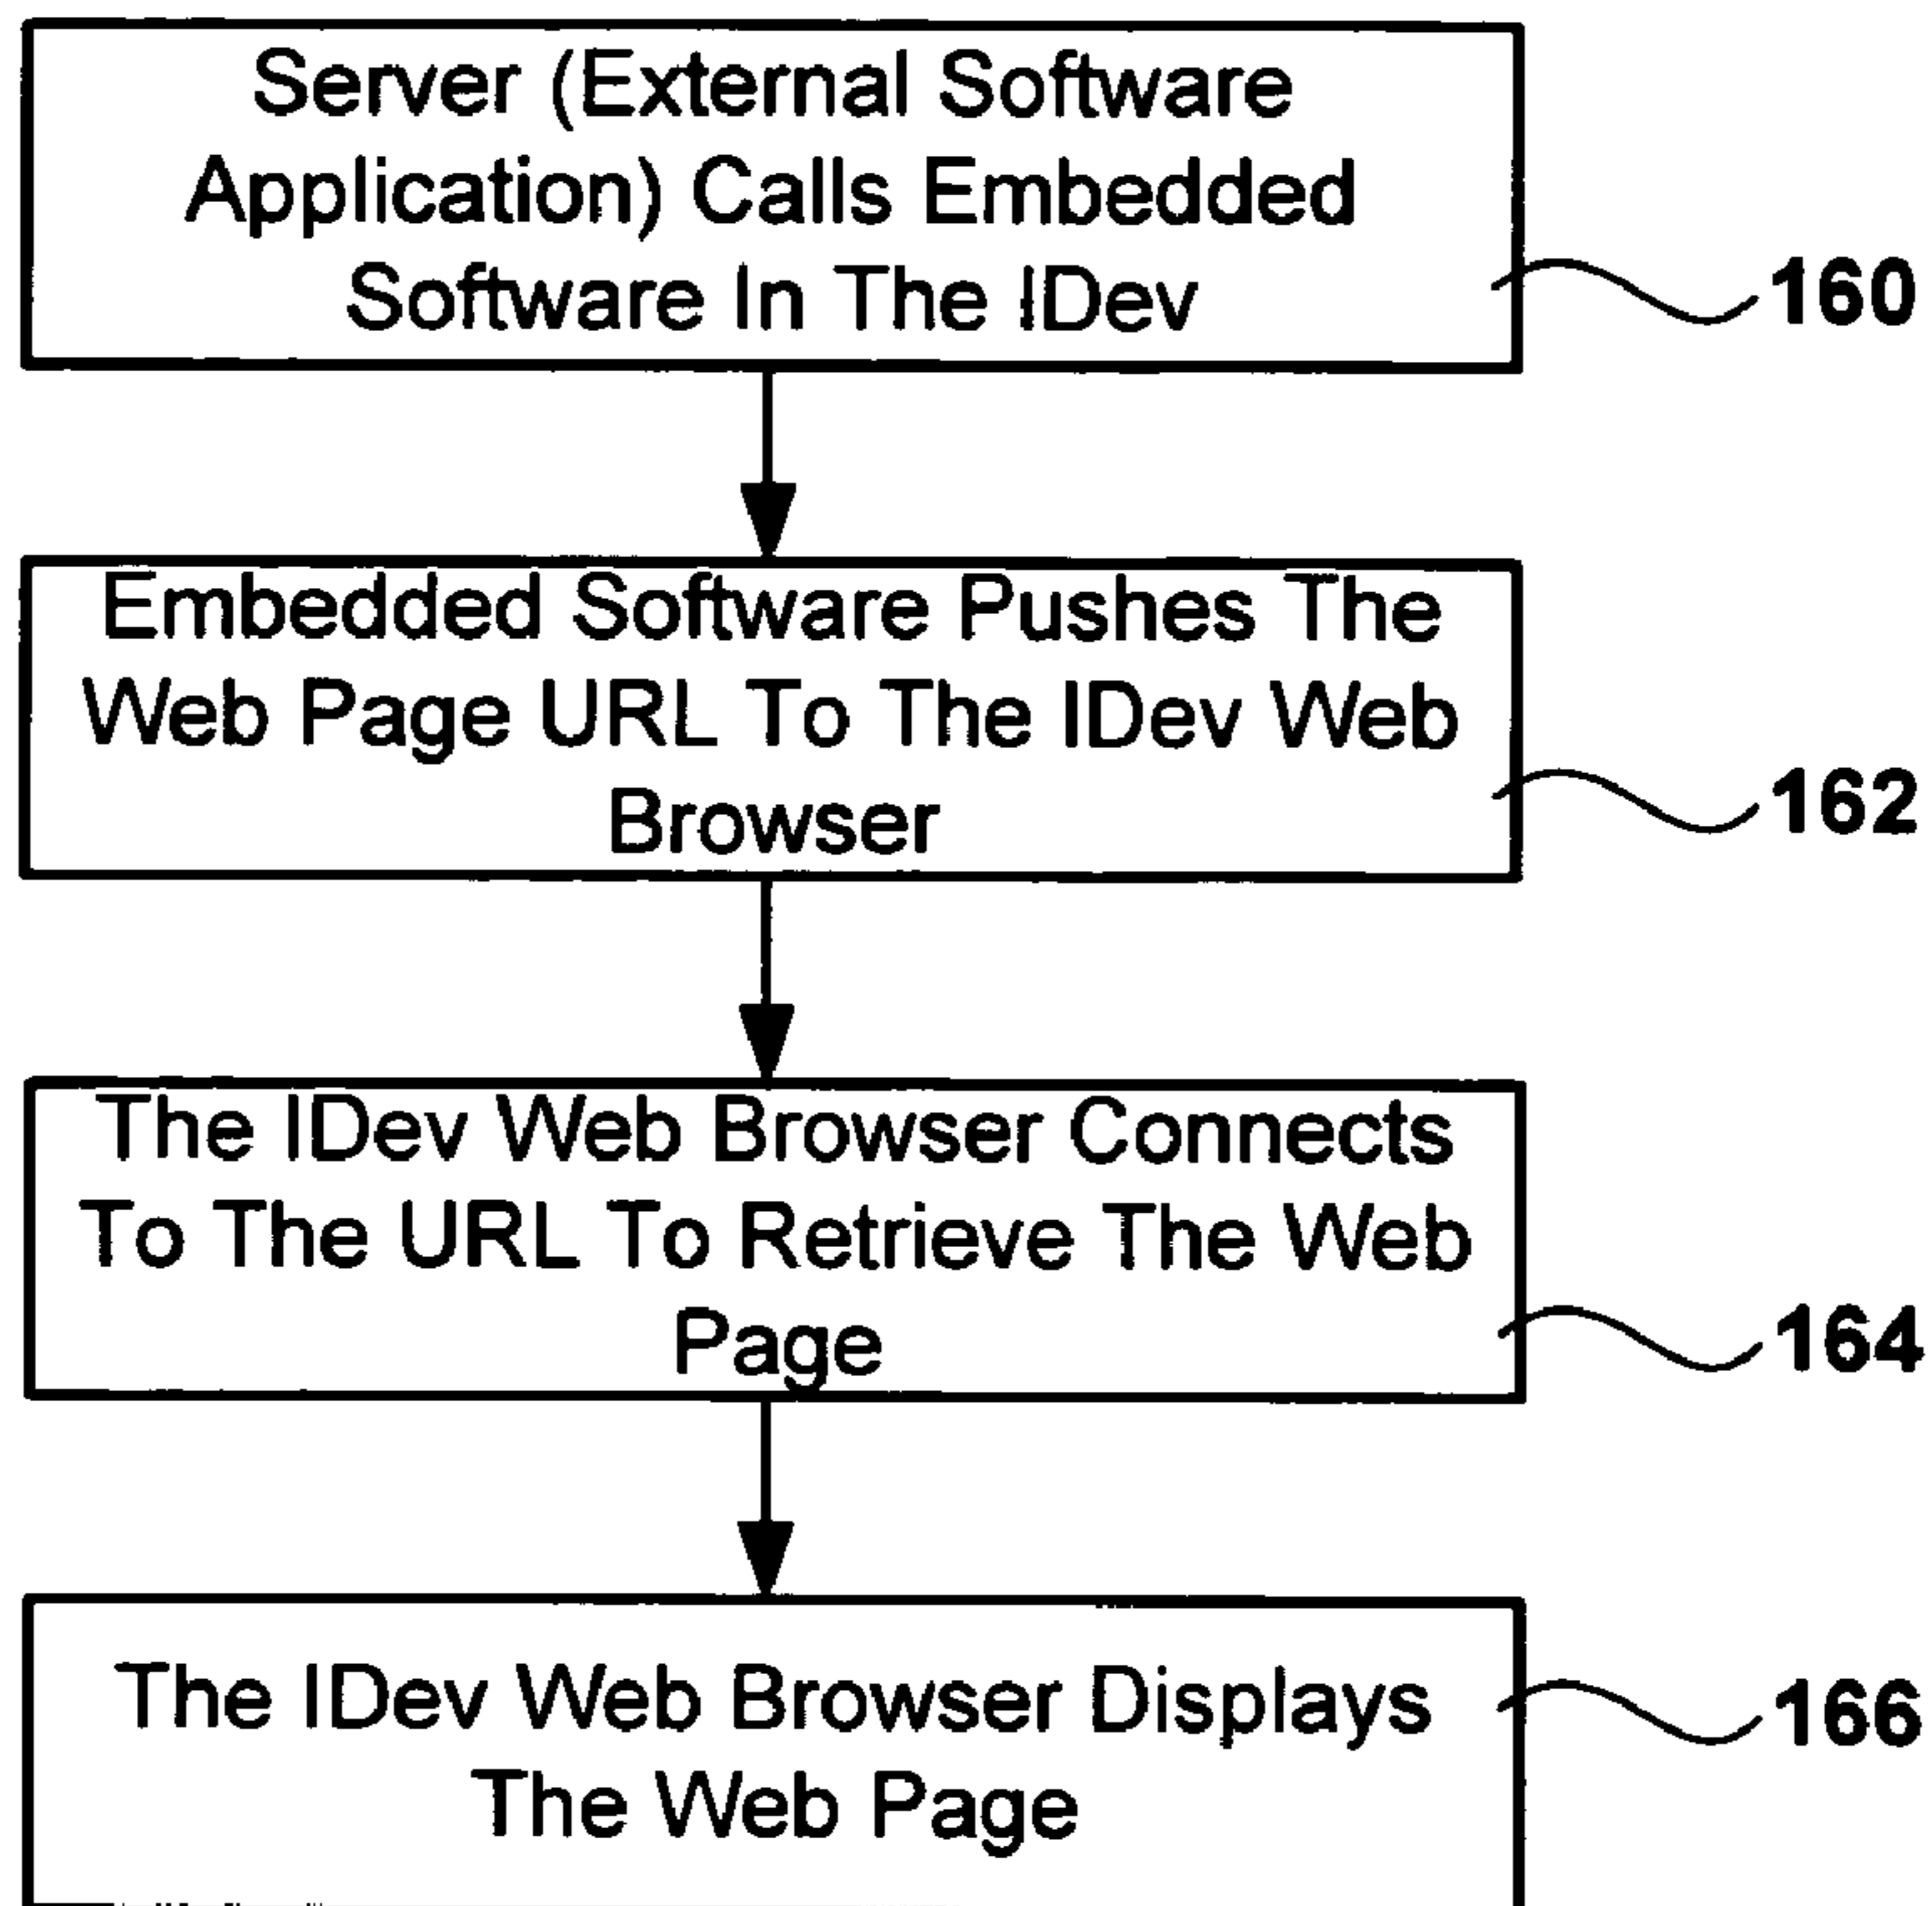 Server (External Software
Application) Calls Embedded
Software In The IDev
160
Embedded Software Pushes The
Web Page URL To The IDev Web
Browser
162
The IDev Web Browser Connects
To The URL To Retrieve The Web
Page
164
The IDev Web Browser Displays
The Web Page
166